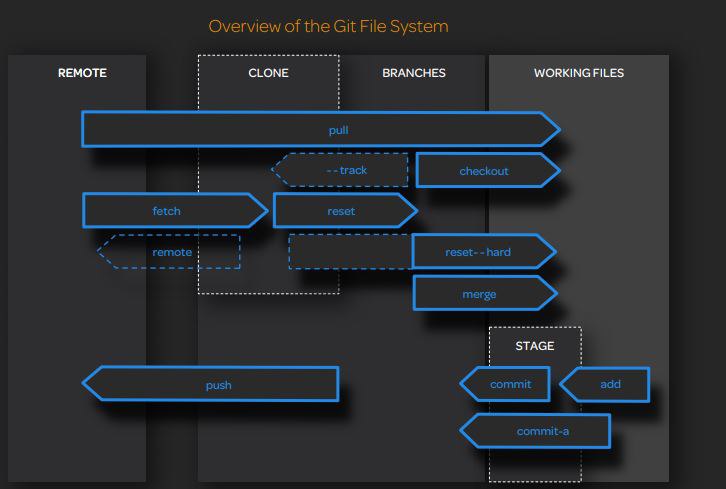 Overview of the Git File System
REMOTE
CLONE
BRANCHES
WORKING FILES
pull
--track
checkout
fetch
reset
remote
reset--hard
merge
STAGE
push
commit
add
commit-a